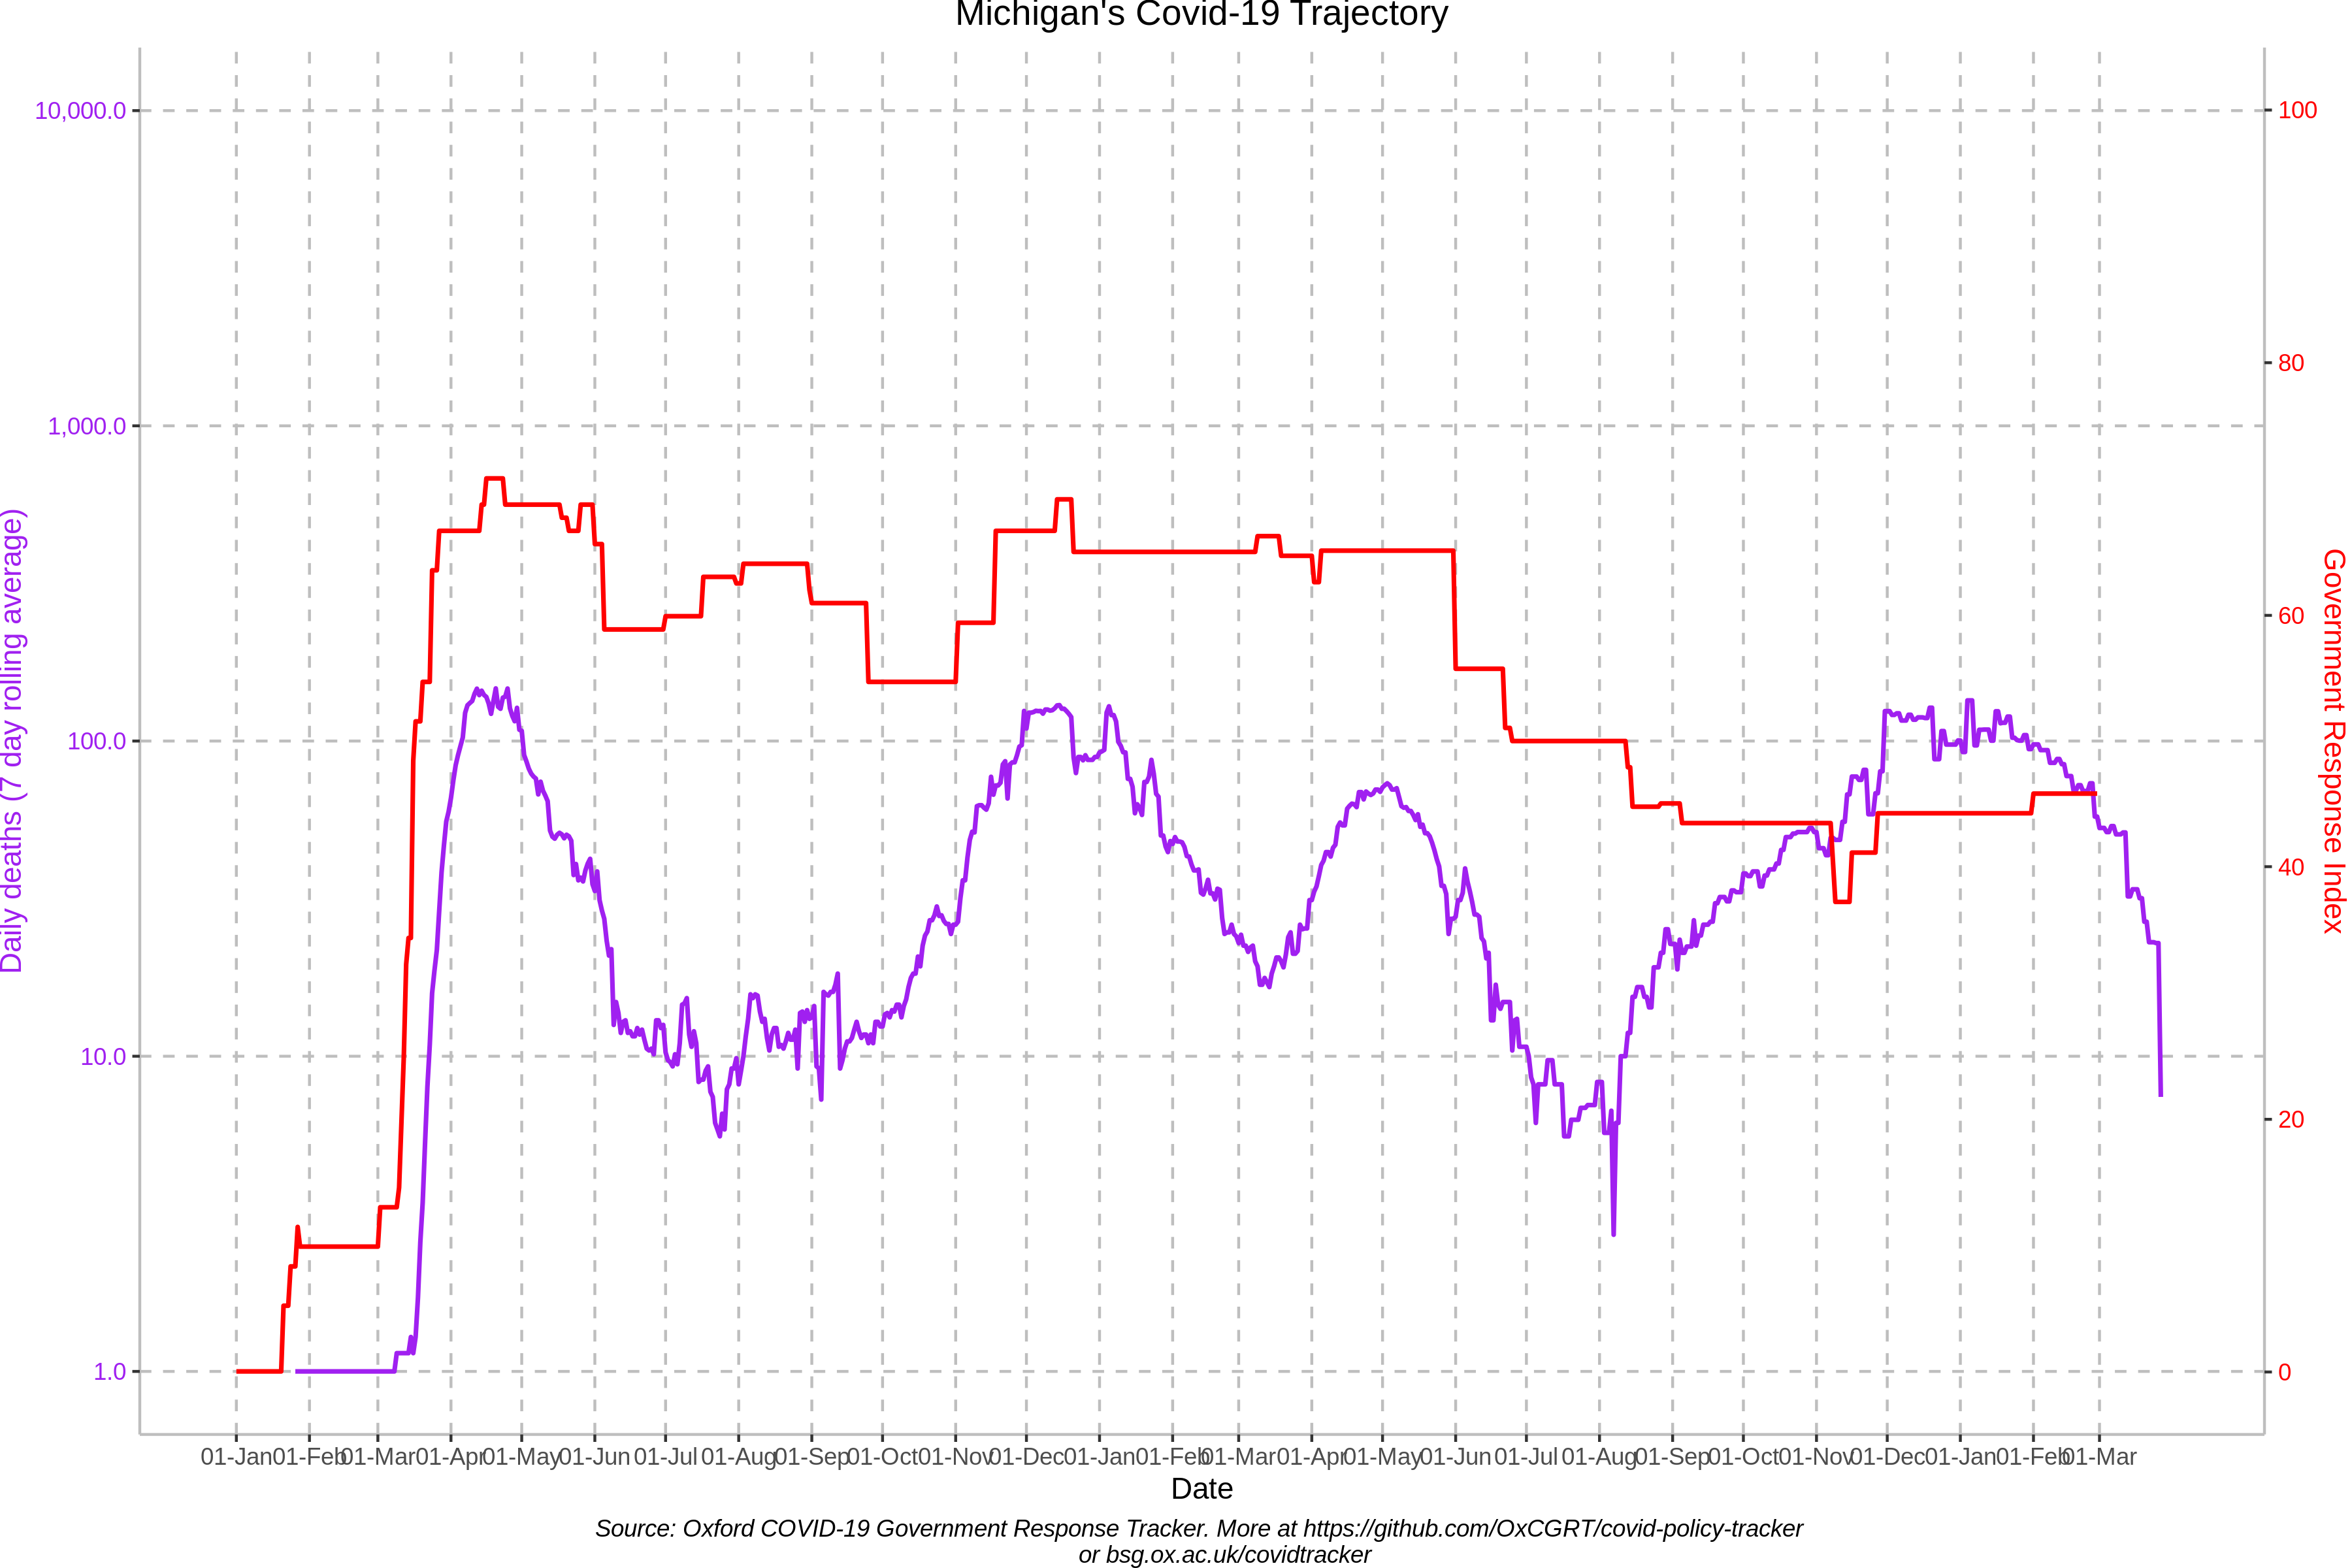 Michigan's Covid-19 Trajectory
10,000.0
1,000.0
100.0
10.0
1.0
Daily deaths (7 day rolling average)
100
80
60
40
20
0
Government Response Index
01-Jan 01-Feb 01-Mar 01-Apr 01-May 01-Jun 01-Jul 01-Aug 01-Sep 01-Oct 01-Nov 01-Dec 01-Jan 01-Feb 01-Mar 01-Apr 01-May 01-Jun 01-Jul 01-Aug 01-Sep 01-Oct 01-Nov 01-Dec 01-Jan 01-Feb 01-Mar
Date
Source: Oxford COVID-19 Government Response Tracker. More at https://github.com/OxCGRT/covid-policy-tracker
or bsg.ox.ac.uk/covidtracker